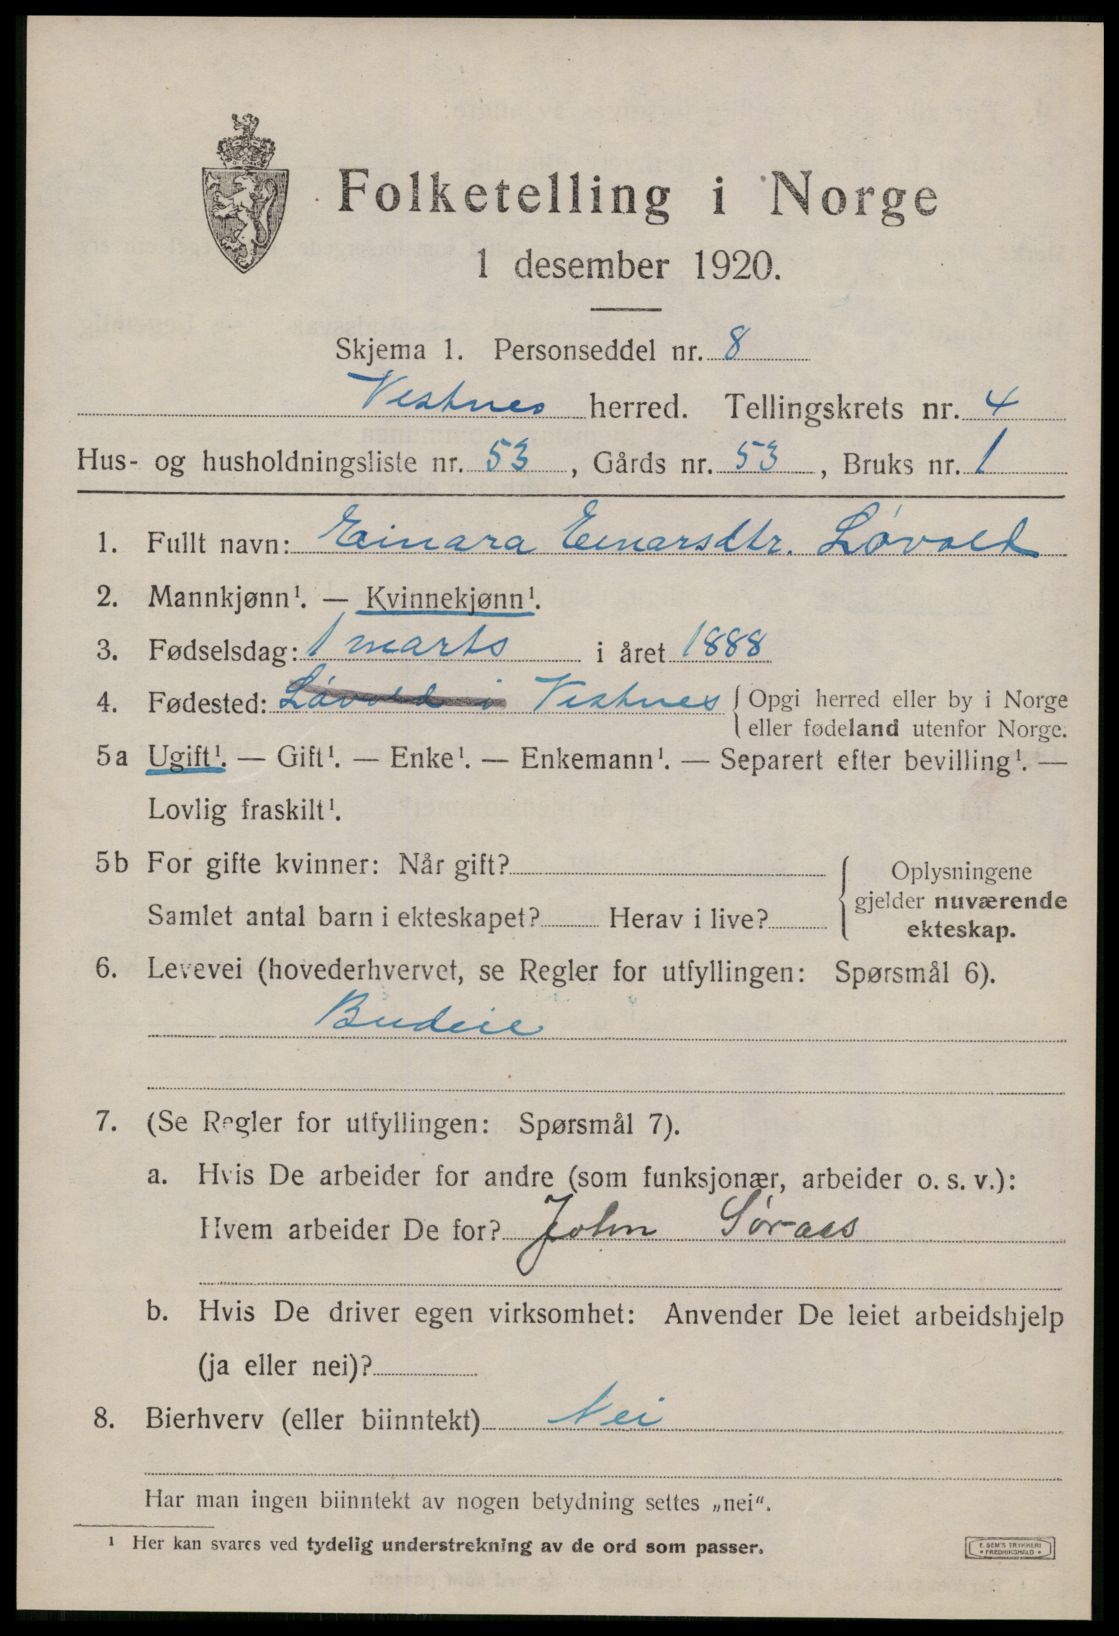 Folketelling i Norge
1 desember 1920.
Skjema 1. Personseddel nr. 8
Vestnes herred. Tellingskrets nr. 4
Hus- og husholdningsliste nr. 53, Gårds nr. 53, Bruks nr. 1
1. Fullt navn: Einara Einarsdtr. Løvold
2. Mannkjønn¹. — Kvinnekjønn¹.
3. Fødselsdag: 1 marts i året 1888
4. Fødested: Løvold i Vestnes { Opgi herred eller by i Norge
eller fødeland utenfor Norge.
5a Ugift¹. — Gift¹. — Enke¹. — Enkemann¹. — Separert efter bevilling¹. —
Lovlig fraskilt¹.
5b For gifte kvinner: Når gift?
Samlet antal barn i ekteskapet? Herav i live?
{ Oplysningene
gjelder nuværende
ekteskap.
6. Levevei (hovederhvervet, se Regler for utfyllingen: Spørsmål 6).
Budeie
7. (Se Regler for utfyllingen: Spørsmål 7).
a. Hvis De arbeider for andre (som funksjonær, arbeider o. s. v.):
Hvem arbeider De for? John Søraas
b. Hvis De driver egen virksomhet: Anvender De leiet arbeidshjelp
(ja eller nei)?
8. Bierhverv (eller biinntekt) Nei
Har man ingen biinntekt av nogen betydning settes „nei“.
¹ Her kan svares ved tydelig understrekning av de ord som passer.
E. SEM'S TRYKKERI
• FREDRIKSHALD •